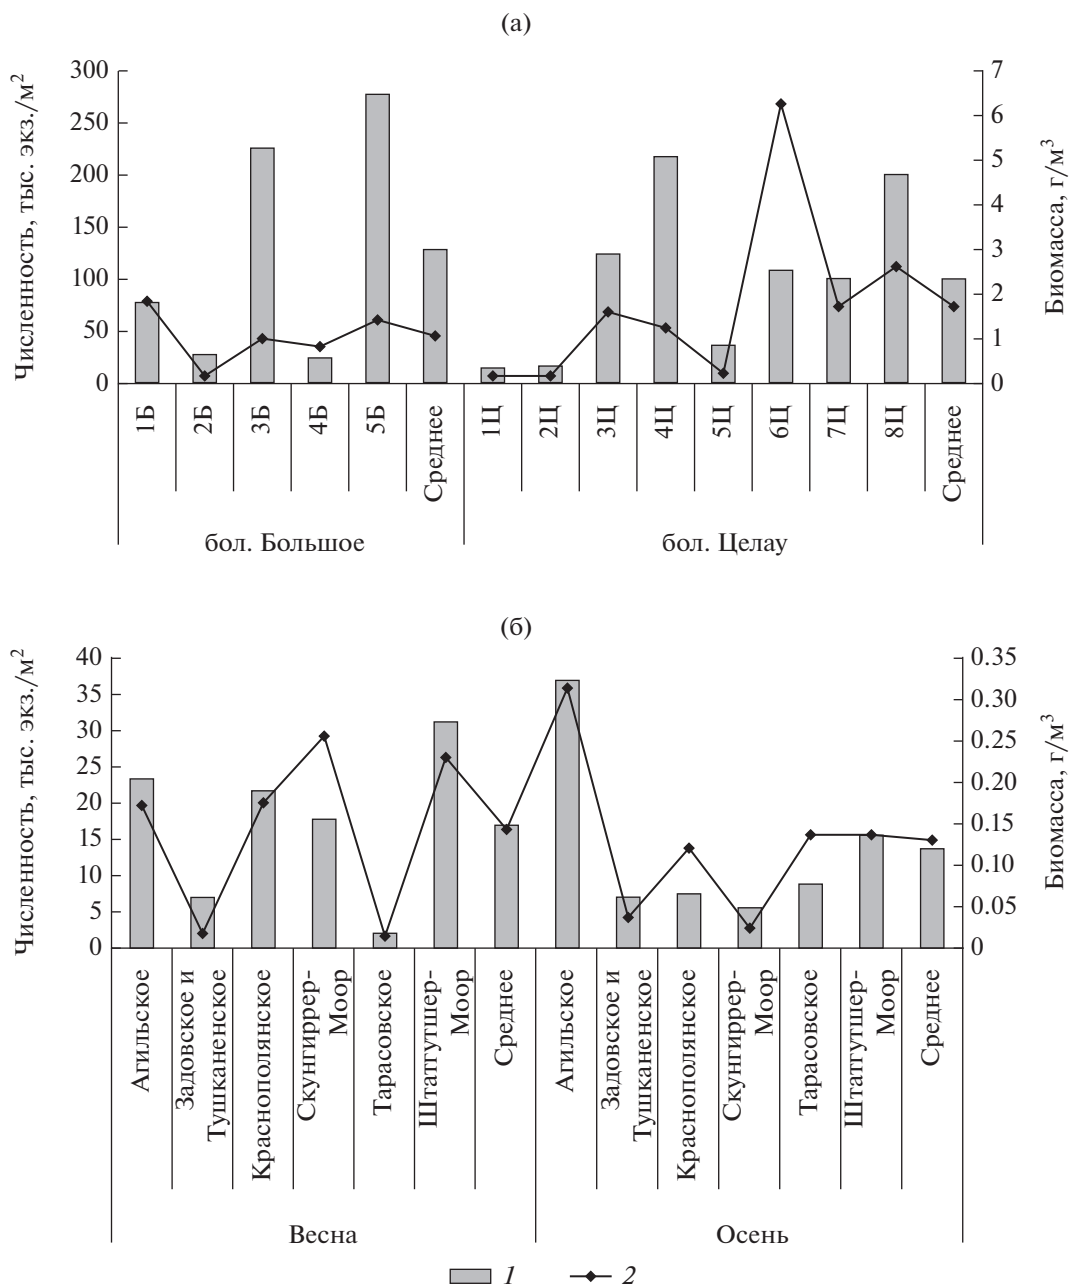 (а)
Численность, тыс. экз./м²
300
250
200
150
100
50
0
7
6
5
4
3
2
1
0
Биомасса, г/м³
1Б
2Б
3Б
4Б
5Б
Среднее
1Ц
2Ц
3Ц
4Ц
5Ц
6Ц
7Ц
8Ц
Среднее
бол. Большое
бол. Целау
(б)
Численность, тыс. экз./м²
40
35
30
25
20
15
10
5
0
0.35
0.30
0.25
0.20
0.15
0.10
0.05
0
Биомасса, г/м³
Агильское
Задовское и
Тушканенское
Краснополянское
Скунгиррер-
Моор
Тарасовское
Штатгутшер-
Моор
Среднее
Агильское
Задовское и
Тушканенское
Краснополянское
Скунгиррер-
Моор
Тарасовское
Штатгутшер-
Моор
Среднее
Весна
Осень
1
2